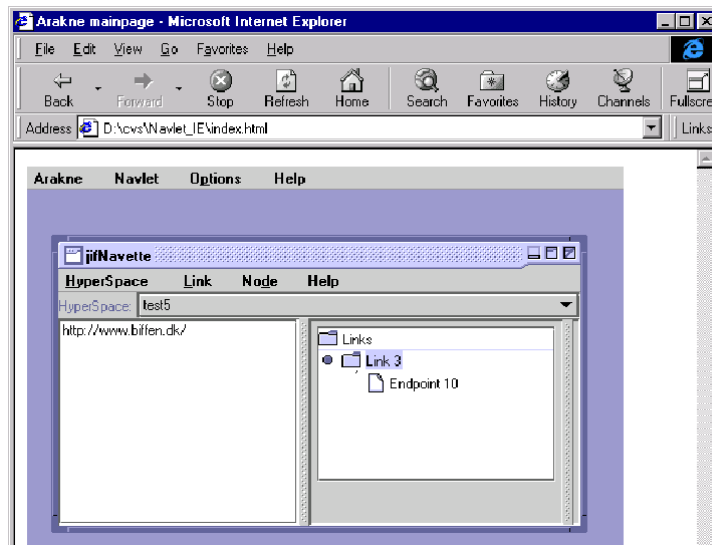 Arakne mainpage - Microsoft Internet Explorer
File Edit View Go Favorites Help
Back Forward Stop Refresh Home Search Favorites History Channels Fullscre
Address D:\cvs\Navlet_IE\index.html Links
Arakne Navlet Options Help
jifNavette
HyperSpace Link Node Help
HyperSpace: test5
http://www.biffen.dk/
Links
Link 3
Endpoint 10